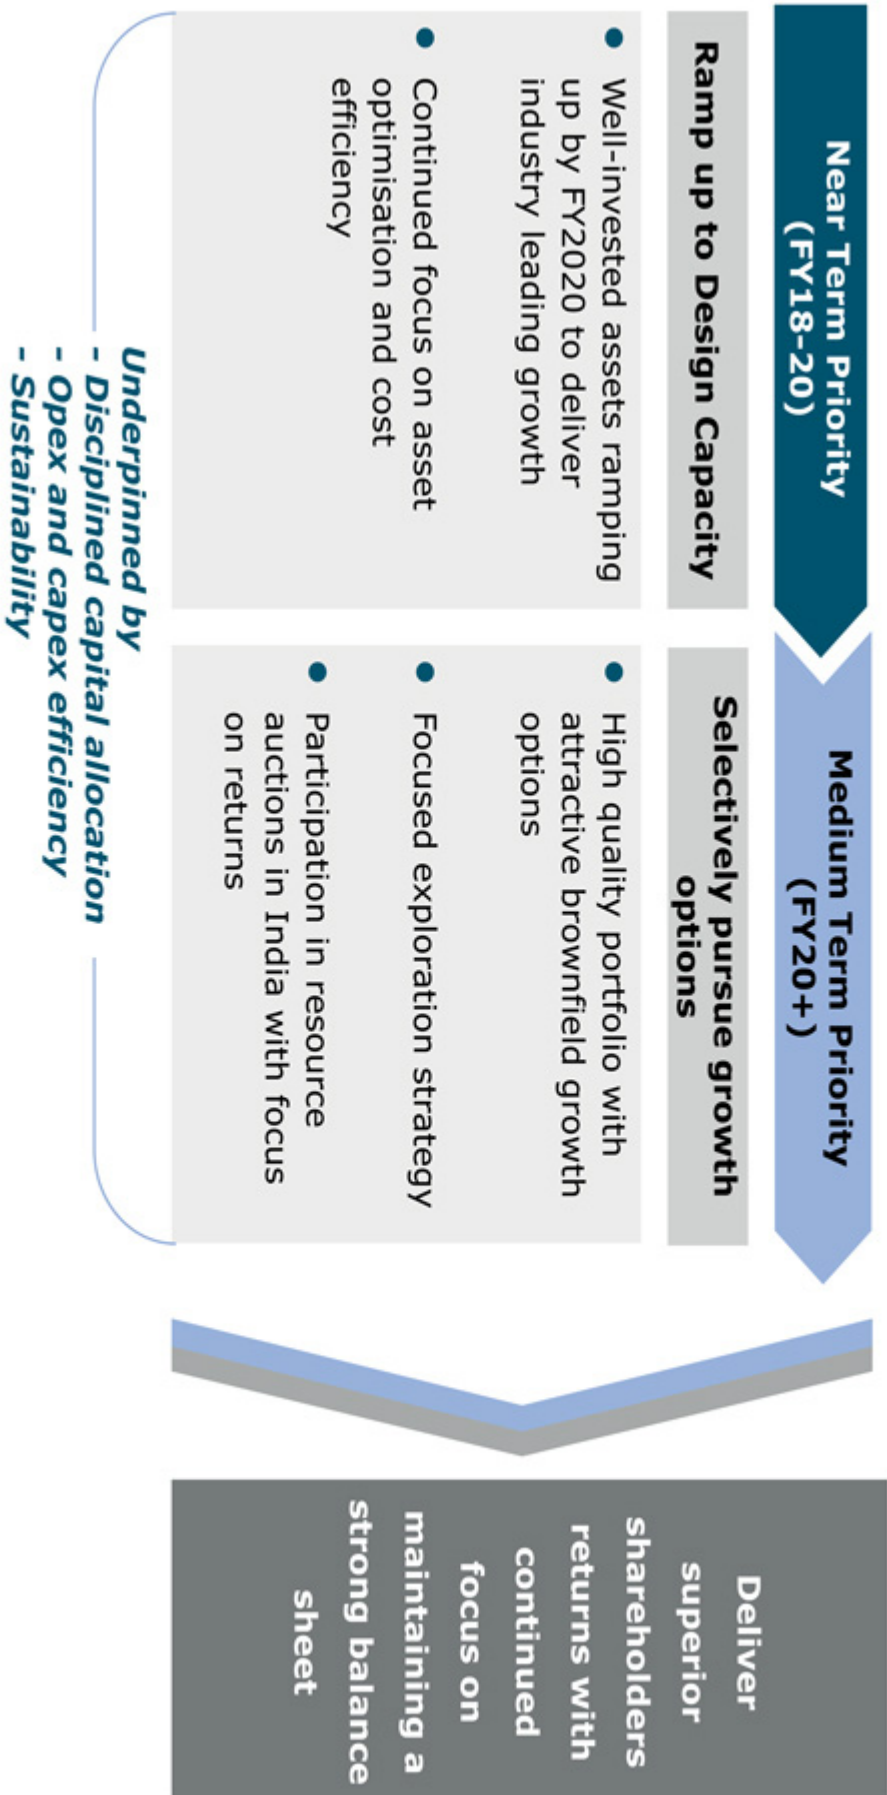 Near Term Priority
(FY18-20)
Ramp up to Design Capacity
Well-invested assets ramping
up by FY2020 to deliver
industry leading growth
Continued focus on asset
optimisation and cost
efficiency
Medium Term Priority
(FY20+)
Selectively pursue growth
options
High quality portfolio with
attractive brownfield growth
options
Focused exploration strategy
Participation in resource
auctions in India with focus
on returns
Underpinned by
- Disciplined capital allocation
- Opex and capex efficiency
- Sustainability
Deliver
superior
shareholders
returns with
continued
focus on
maintaining a
strong balance
sheet